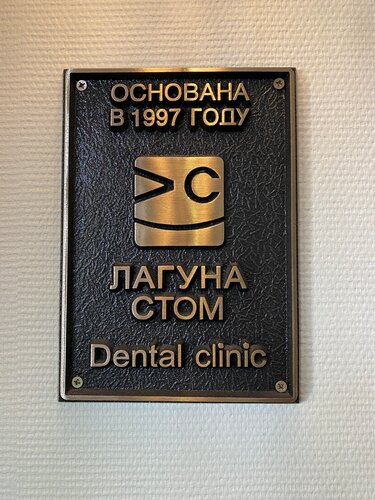 ОСНОВАНА
В 1997 ГОДУ
>С
ЛАГУНА
СТОМ
Dental clinic